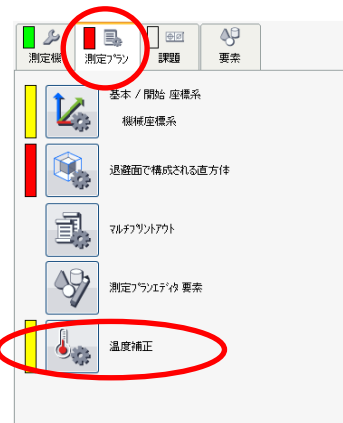 測定機 測定プラン 課題 要素
基本 / 開始 座標系
機械座標系
退避面で構成される直方体
マルチプリントアウト
測定プランエディタ 要素
温度補正